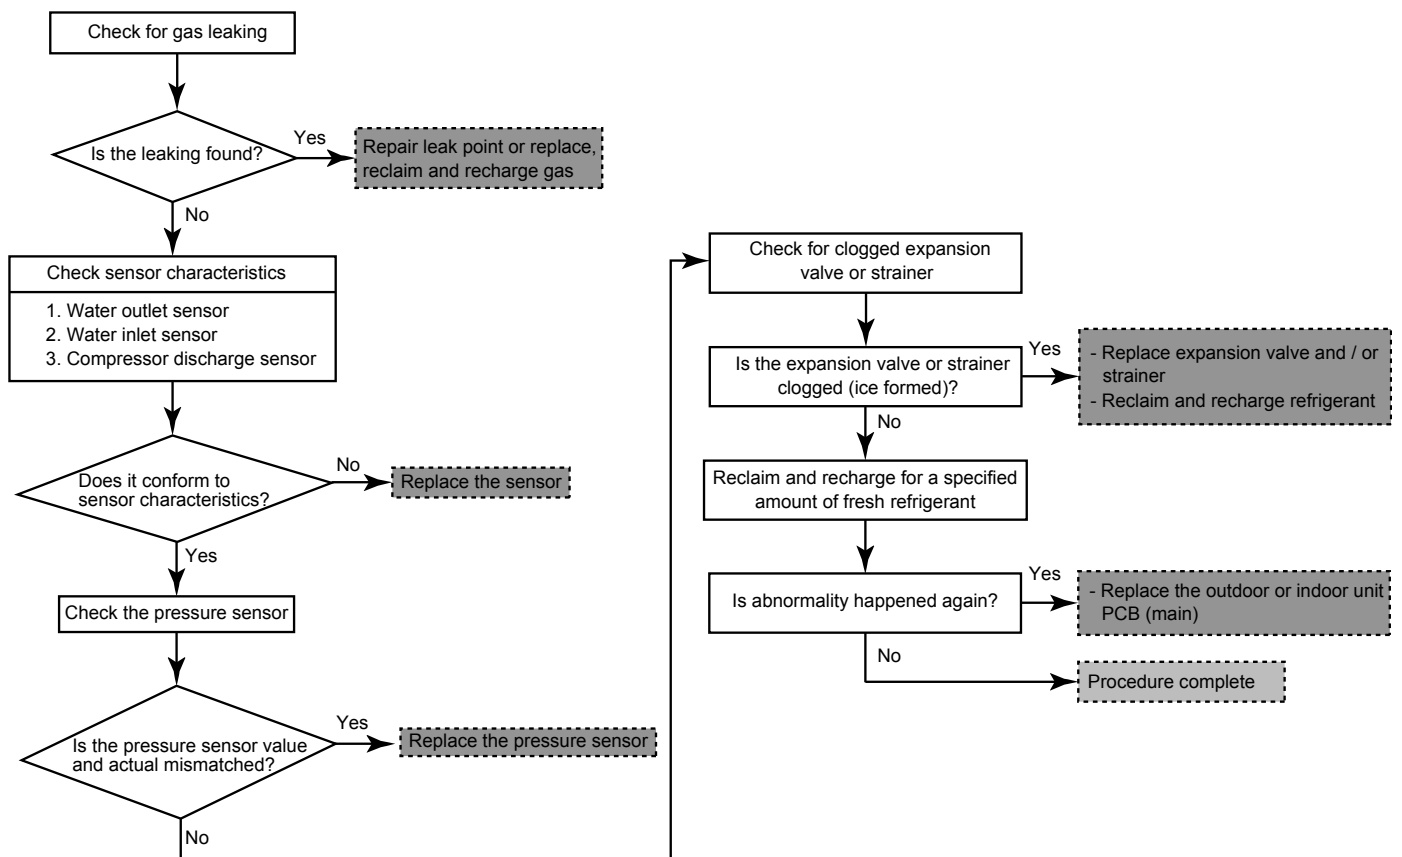 Check for gas leaking
Is the leaking found?
Yes
Repair leak point or replace,
reclaim and recharge gas
No
Check sensor characteristics
1. Water outlet sensor
2. Water inlet sensor
3. Compressor discharge sensor
Does it conform to
sensor characteristics?
No
Replace the sensor
Yes
Check the pressure sensor
Is the pressure sensor value
and actual mismatched?
Yes
Replace the pressure sensor
No
Check for clogged expansion
valve or strainer
Is the expansion valve or strainer
clogged (ice formed)?
Yes
- Replace expansion valve and / or
strainer
- Reclaim and recharge refrigerant
No
Reclaim and recharge for a specified
amount of fresh refrigerant
Is abnormality happened again?
Yes
- Replace the outdoor or indoor unit
PCB (main)
No
Procedure complete